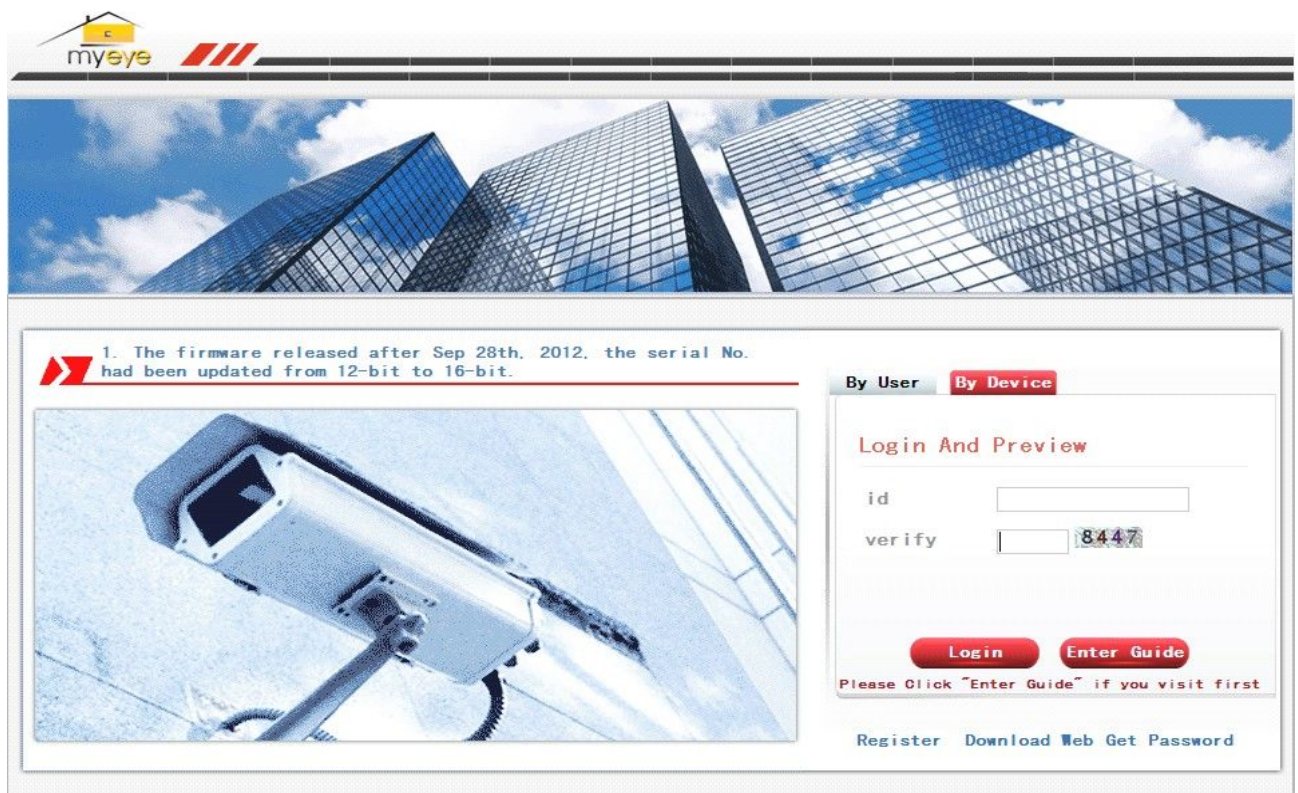 myeye
1. The firmware released after Sep 28th, 2012, the serial No.
had been updated from 12-bit to 16-bit.
By User By Device
Login And Preview
id
verify 8447
Login Enter Guide
Please Click "Enter Guide" if you visit first
Register Download Web Get Password